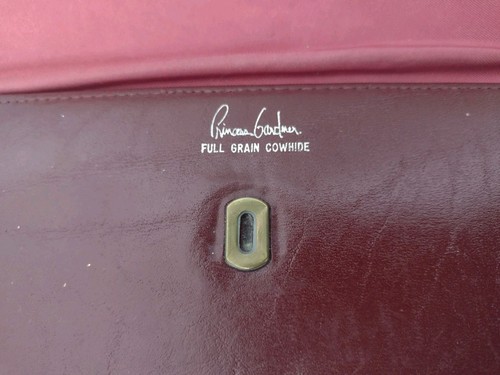 Princess Gardner
FULL GRAIN COWHIDE